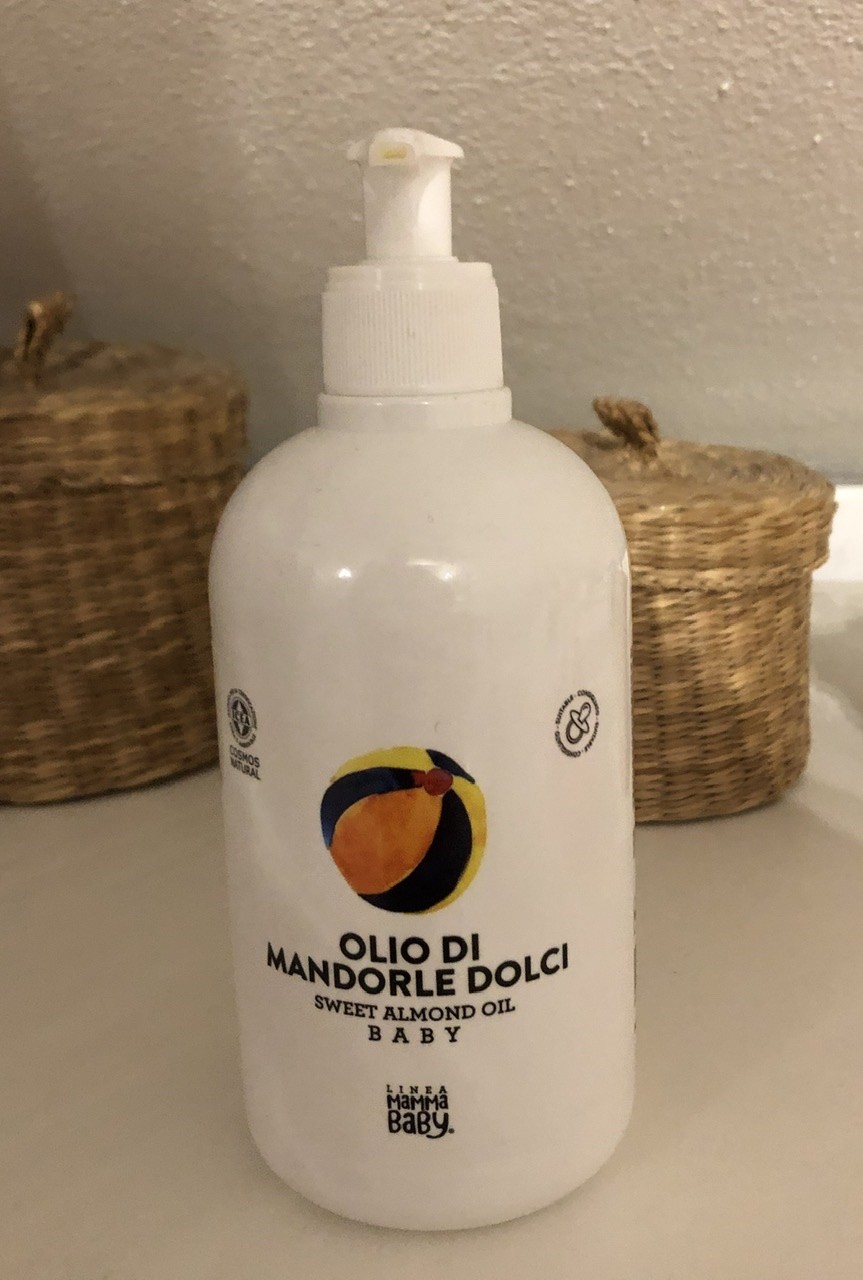 COSMOS
NATURAL
OLIO DI
MANDORLE DOLCI
SWEET ALMOND OIL
BABY
LINEA
MAMMA
BABY®